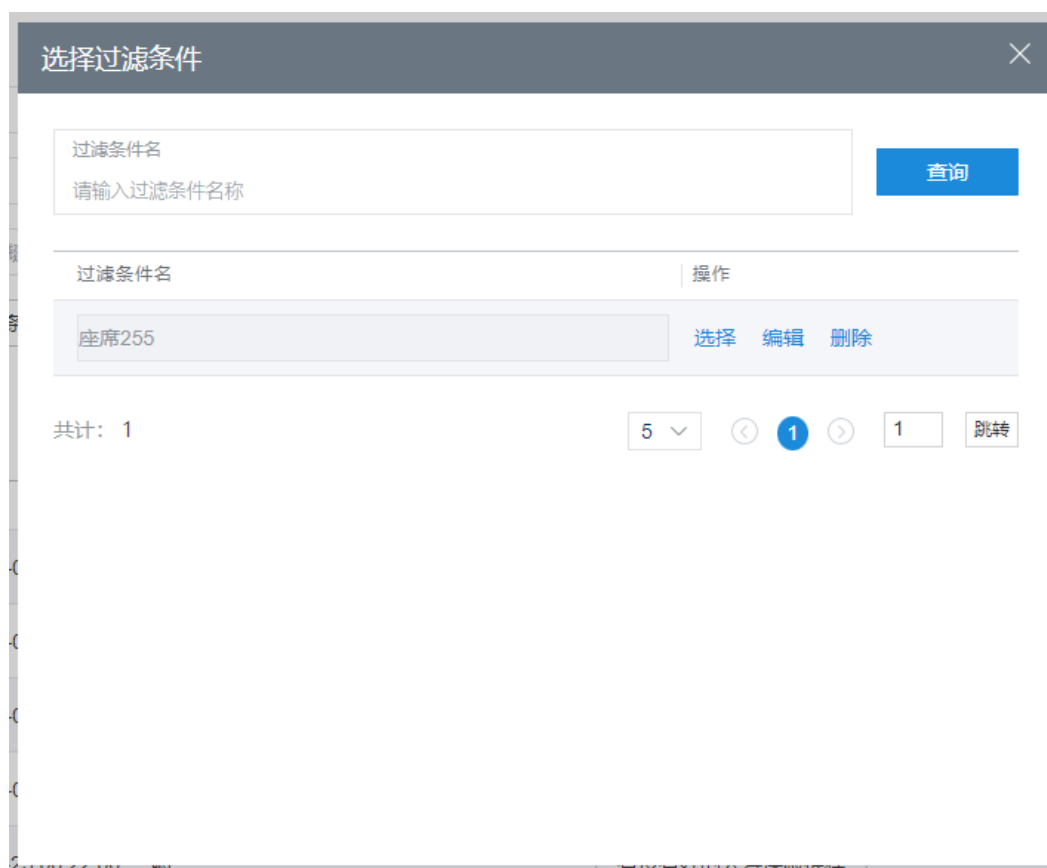 选择过滤条件
过滤条件名
请输入过滤条件名称
查询
过滤条件名 操作
座席255 选择 编辑 删除
共计： 1 5 1 1 跳转